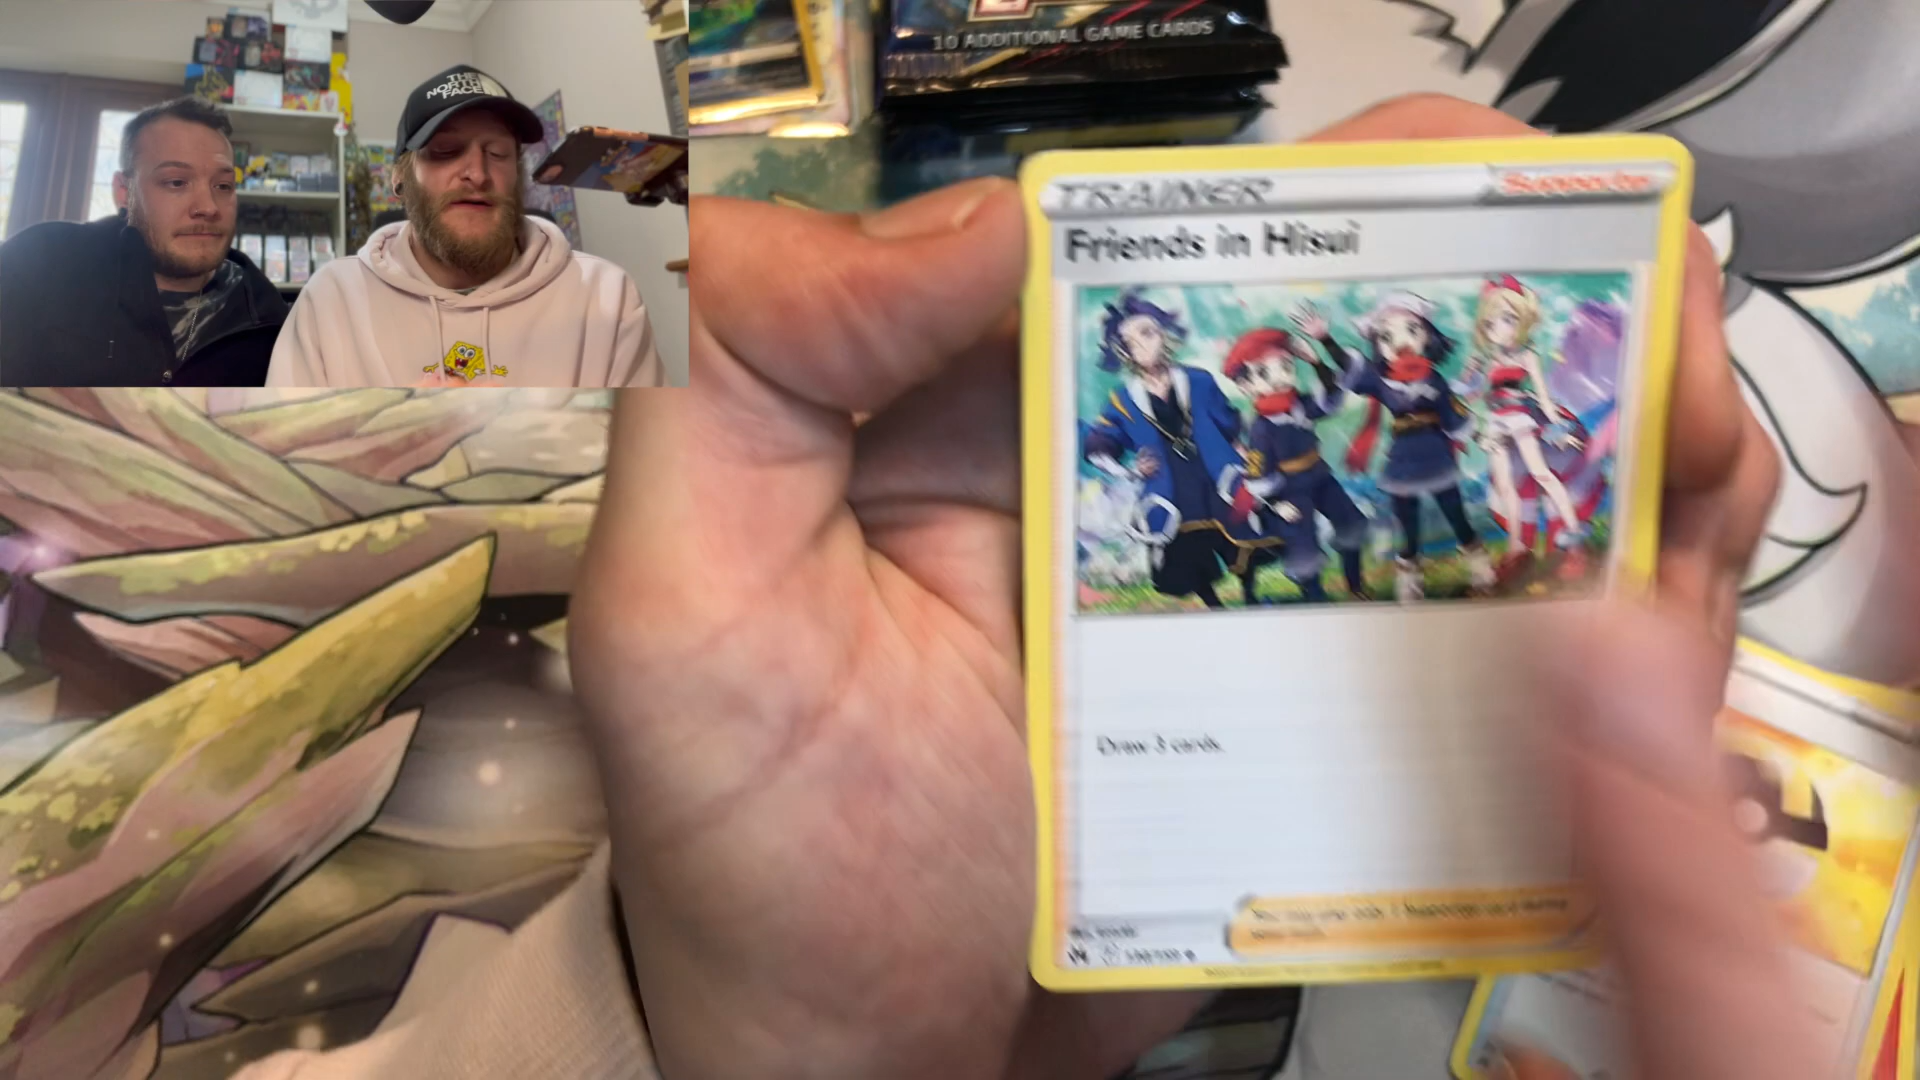 THE
NORTH
FACE
10 ADDITIONAL GAME CARDS
TRAINER
Supporter
Friends in Hisui
Draw 3 cards.